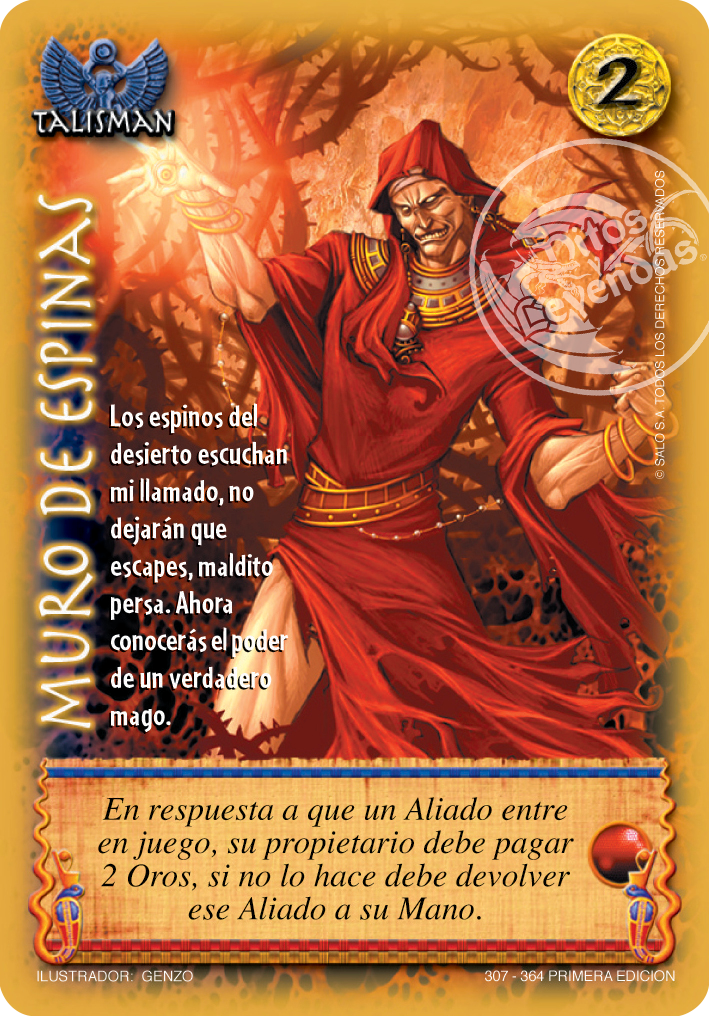 TALISMAN
2
MURO DE ESPINAS
Mitos
Leyendas
© SALO S.A. TODOS LOS DERECHOS RESERVADOS
Los espinos del
desierto escuchan
mi llamado, no
dejarán que
escapes, maldito
persa. Ahora
conocerás el poder
de un verdadero
mago.
En respuesta a que un Aliado entre
en juego, su propietario debe pagar
2 Oros, si no lo hace debe devolver
ese Aliado a su Mano.
ILUSTRADOR: GENZO
307 - 364 PRIMERA EDICION